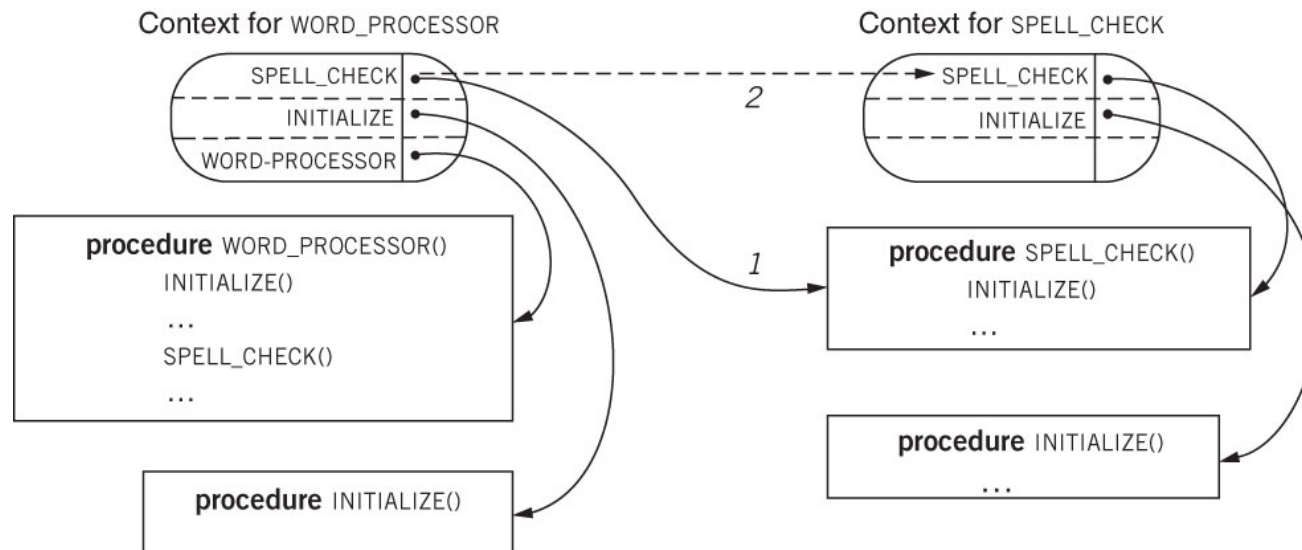 Context for WORD_PROCESSOR
SPELL_CHECK
INITIALIZE
WORD-PROCESSOR
2
Context for SPELL_CHECK
SPELL_CHECK
INITIALIZE
procedure WORD_PROCESSOR()
INITIALIZE()
...
SPELL_CHECK()
...
1
procedure SPELL_CHECK()
INITIALIZE()
...
procedure INITIALIZE()
procedure INITIALIZE()
...